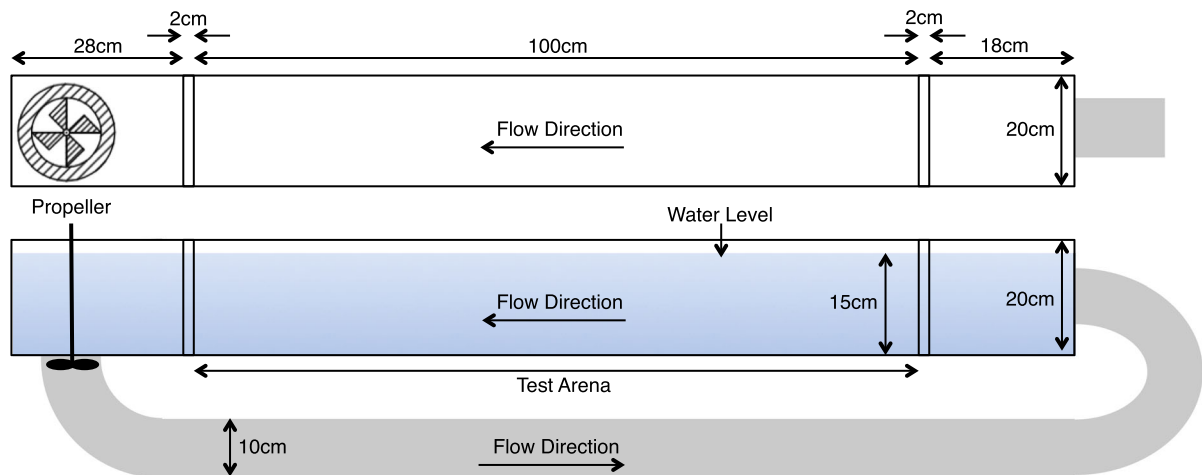 2cm
2cm
28cm
100cm
18cm
Flow Direction
20cm
Propeller
Water Level
Flow Direction
15cm
20cm
Test Arena
10cm
Flow Direction